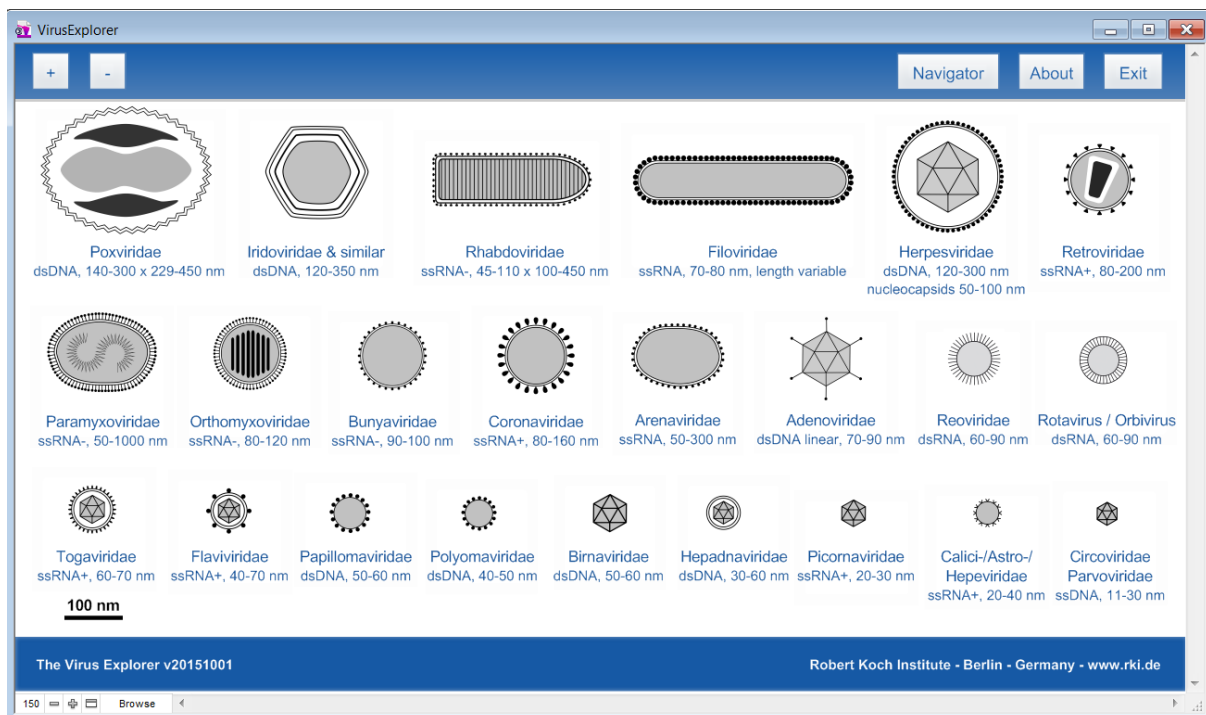 VirusExplorer
+ - Navigator About Exit
Poxviridae
dsDNA, 140-300 x 229-450 nm
Iridoviridae & similar
dsDNA, 120-350 nm
Rhabdoviridae
ssRNA-, 45-110 x 100-450 nm
Filoviridae
ssRNA, 70-80 nm, length variable
Herpesviridae
dsDNA, 120-300 nm
nucleocapsids 50-100 nm
Retroviridae
ssRNA+, 80-200 nm
Paramyxoviridae
ssRNA-, 50-1000 nm
Orthomyxoviridae
ssRNA-, 80-120 nm
Bunyaviridae
ssRNA-, 90-100 nm
Coronaviridae
ssRNA+, 80-160 nm
Arenaviridae
ssRNA, 50-300 nm
Adenoviridae
dsDNA linear, 70-90 nm
Reoviridae
dsRNA, 60-90 nm
Rotavirus / Orbivirus
dsRNA, 60-90 nm
Togaviridae
ssRNA+, 60-70 nm
Flaviviridae
ssRNA+, 40-70 nm
Papillomaviridae
dsDNA, 50-60 nm
Polyomaviridae
dsDNA, 40-50 nm
Birnaviridae
dsDNA, 50-60 nm
Hepadnaviridae
dsDNA, 30-60 nm
Picornaviridae
ssRNA+, 20-30 nm
Calici-/Astro-/
Hepeviridae
ssRNA+, 20-40 nm
Circoviridae
Parvoviridae
ssDNA, 11-30 nm
100 nm
The Virus Explorer v20151001
Robert Koch Institute - Berlin - Germany - www.rki.de
150 Browse